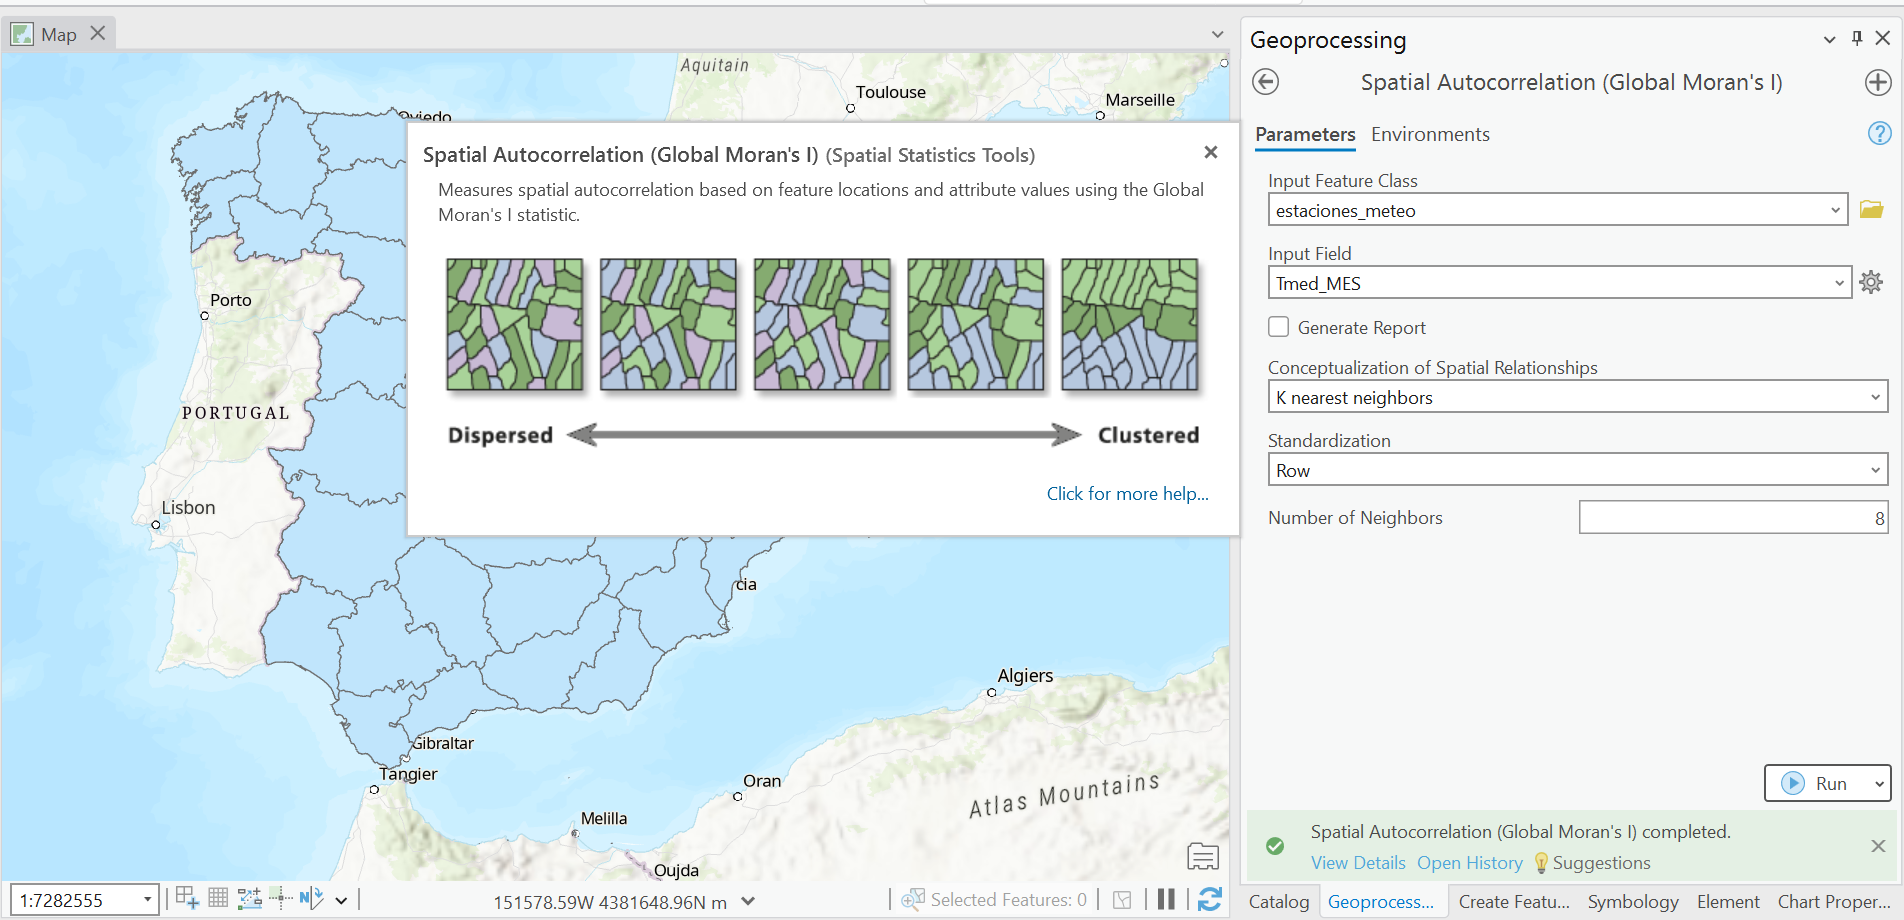 Map
Aquitain
Toulouse
Marseille
Oviedo
Porto
PORTUGAL
Lisbon
cia
Algiers
Gibraltar
Tangier
Oran
Melilla
Atlas Mountains
Oujda
Spatial Autocorrelation (Global Moran's I) (Spatial Statistics Tools)
Measures spatial autocorrelation based on feature locations and attribute values using the Global
Moran's I statistic.
Dispersed
Clustered
Click for more help...
1:7282555
151578.59W 4381648.96N m
Selected Features: 0
Geoprocessing
Spatial Autocorrelation (Global Moran's I)
Parameters Environments
?
Input Feature Class
estaciones_meteo
Input Field
Tmed_MES
Generate Report
Conceptualization of Spatial Relationships
K nearest neighbors
Standardization
Row
Number of Neighbors 8
Run
Spatial Autocorrelation (Global Moran's I) completed.
View Details Open History Suggestions
Catalog Geoprocess... Create Featu... Symbology Element Chart Proper...